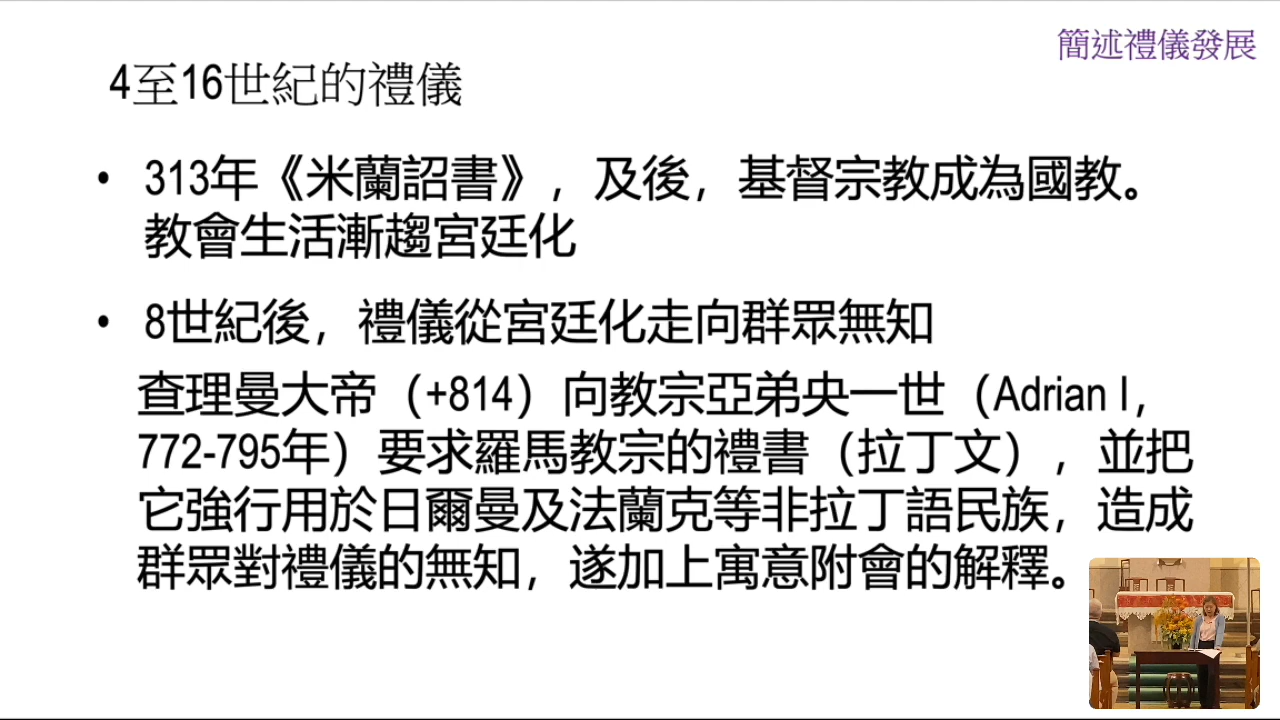 簡述禮儀發展
4至16世紀的禮儀
• 313年《米蘭詔書》，及後，基督宗教成為國教。
教會生活漸趨宮廷化
• 8世紀後，禮儀從宮廷化走向群眾無知
查理曼大帝（+814）向教宗亞弟央一世（Adrian I，
772-795年）要求羅馬教宗的禮書（拉丁文），並把
它強行用於日爾曼及法蘭克等非拉丁語民族，造成
群眾對禮儀的無知，遂加上寓意附會的解釋。